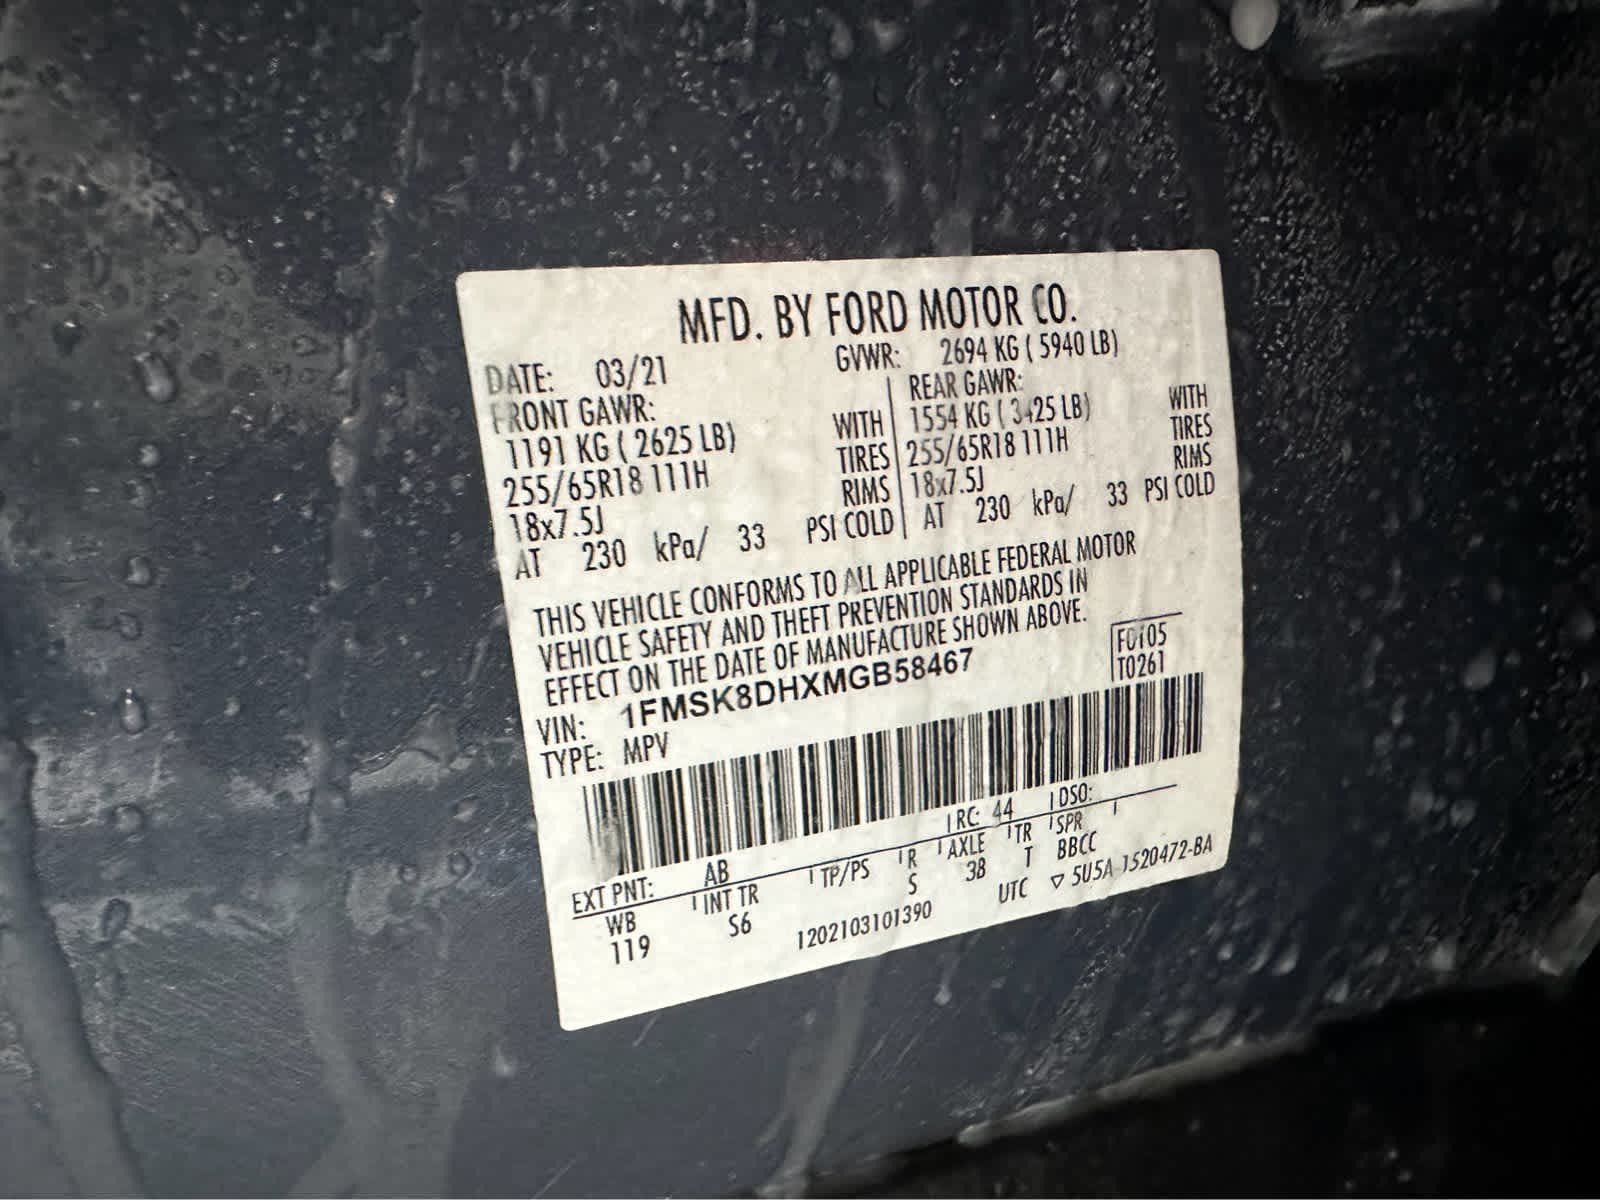 MFD. BY FORD MOTOR CO.
DATE: 03/21 GVWR: 2694 KG ( 5940 LB)
FRONT GAWR: REAR GAWR:
1191 KG ( 2625 LB) WITH 1554 KG ( 3425 LB) WITH
255/65R18 111H TIRES 255/65R18 111H TIRES
18x7.5J RIMS 18x7.5J RIMS
AT 230 kPa/ 33 PSI COLD AT 230 kPa/ 33 PSI COLD
THIS VEHICLE CONFORMS TO ALL APPLICABLE FEDERAL MOTOR
VEHICLE SAFETY AND THEFT PREVENTION STANDARDS IN
EFFECT ON THE DATE OF MANUFACTURE SHOWN ABOVE.
F0105
T0261
VIN: 1FMSK8DHXMGB58467
TYPE: MPV
EXT PNT: AB RC: 44 DSO:
WB INT TR TP/PS R AXLE TR SPR
119 S6 S 38 T BBCC
1202103101390 UTC ▽ 5U5A-1520472-BA